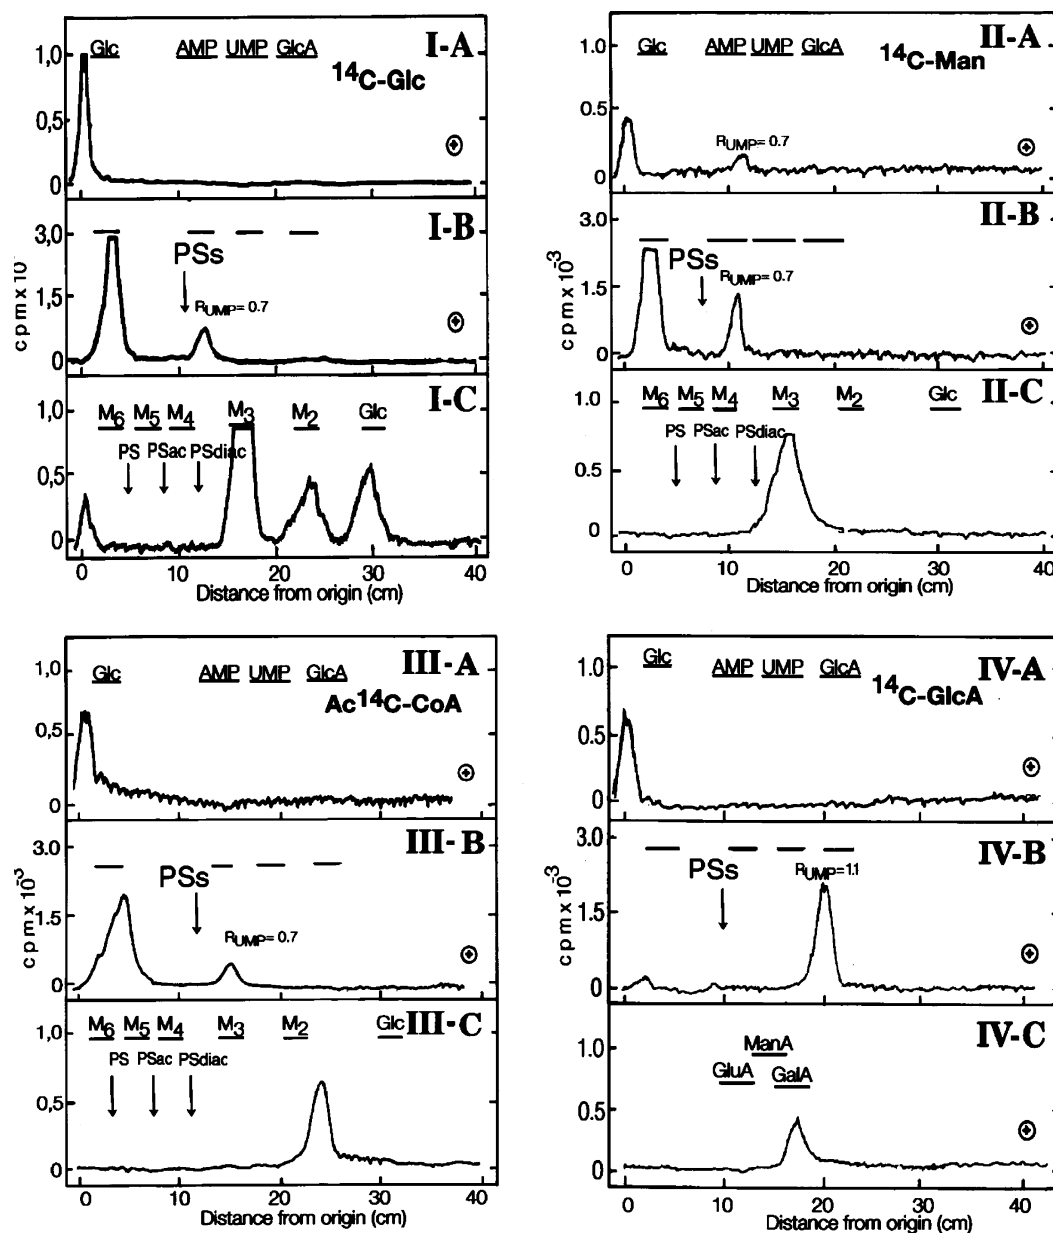 Glc AMP UMP GlcA I-A
¹⁴C-Glc
1,0
0,5
0
I-B
3,0
PSs
1,5
R_UMP= 0.7
0
cpm x 10
M₆ M₅ M₄ M₃ M₂ Glc I-C
1,0
PS PSac PSdiac
0,5
0
0 10 20 30 40
Distance from origin (cm)
Glc AMP UMP GlcA II-A
¹⁴C-Man
1.0
0.5
R_UMP= 0.7
0
II-B
3.0
PSs
1.5
R_UMP= 0.7
0
cpm x 10⁻³
M₆ M₅ M₄ M₃ M₂ Glc II-C
1.0
PS PSac PSdiac
0.5
0
0 10 20 30 40
Distance from origin (cm)
Glc AMP UMP GlcA III-A
Ac¹⁴C-CoA
1.0
0,5
0
III-B
3.0
PSs
1.5
R_UMP= 0.7
0
cpm x 10⁻³
M₆ M₅ M₄ M₃ M₂ Glc III-C
1.0
PS PSac PSdiac
0.5
0
0 10 20 30 40
Distance from origin (cm)
Glc AMP UMP GlcA IV-A
¹⁴C-GlcA
1.0
0.5
0
IV-B
3.0
PSs
R_UMP= 1.1
1.5
0
cpm x 10⁻³
IV-C
ManA
GluA GalA
1.0
0.5
0
0 10 20 30 40
Distance from origin (cm)